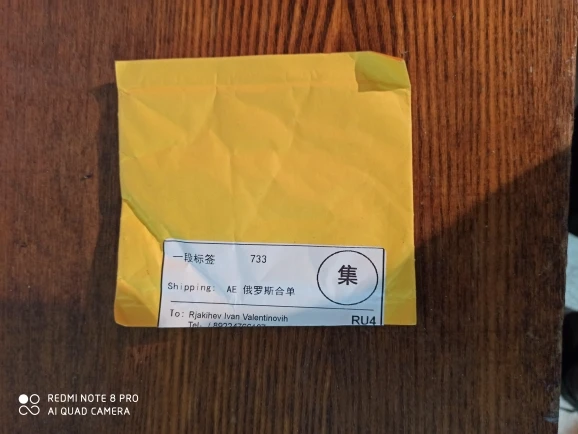 一段标签 733
集
Shipping: AE 俄罗斯合单
To: Rjakihev Ivan Valentinovih
RU4
Tel:
REDMI NOTE 8 PRO
AI QUAD CAMERA